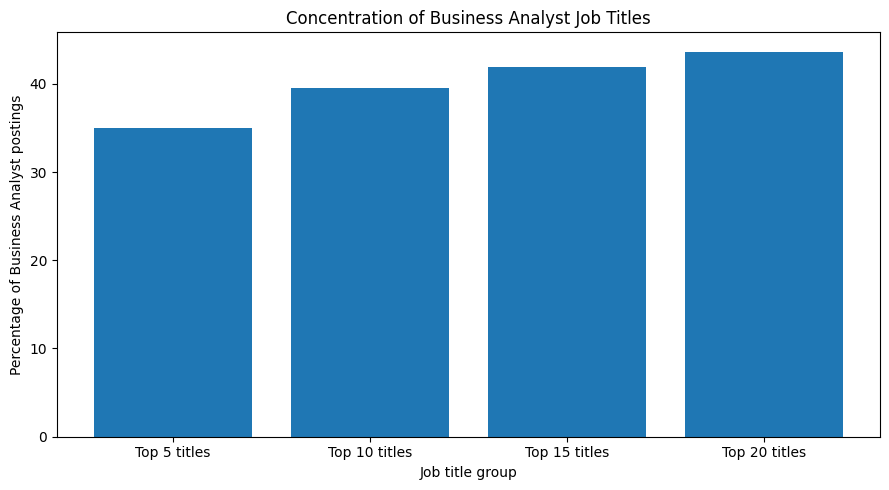 Concentration of Business Analyst Job Titles
Percentage of Business Analyst postings
40
30
20
10
0
Top 5 titles
Top 10 titles
Top 15 titles
Top 20 titles
Job title group